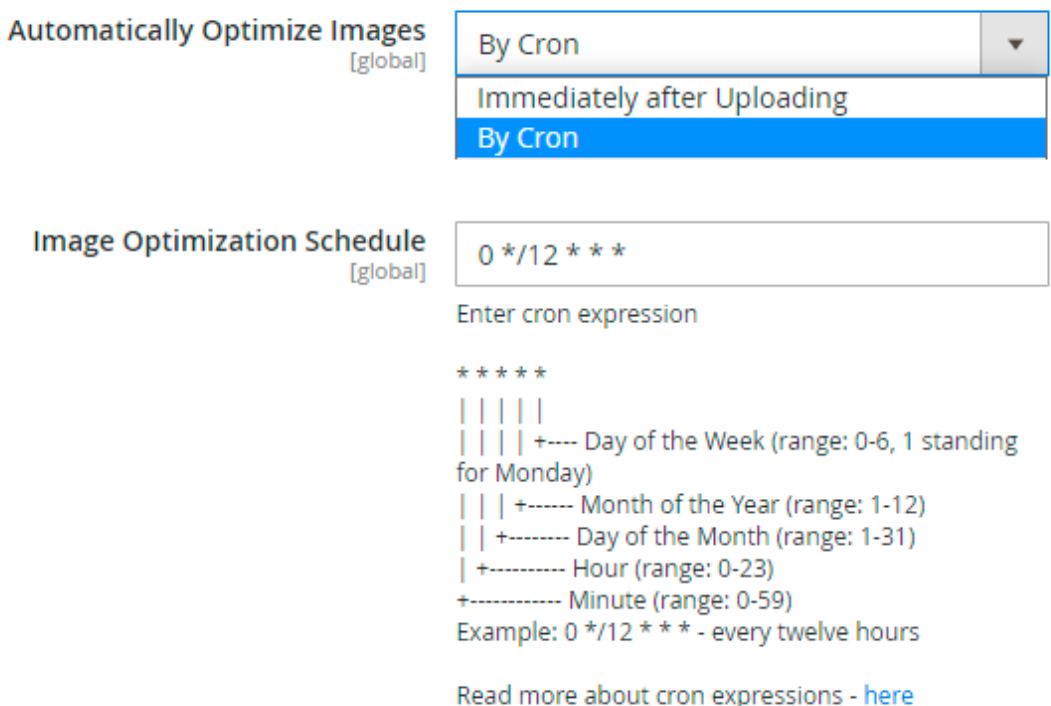 Automatically Optimize Images
[global]
By Cron
Immediately after Uploading
By Cron
Image Optimization Schedule
[global]
0 */12 * * *
Enter cron expression
* * * * *
| | | | |
| | | | +---- Day of the Week (range: 0-6, 1 standing
for Monday)
| | | +------ Month of the Year (range: 1-12)
| | +-------- Day of the Month (range: 1-31)
| +---------- Hour (range: 0-23)
+------------ Minute (range: 0-59)
Example: 0 */12 * * * - every twelve hours
Read more about cron expressions - here